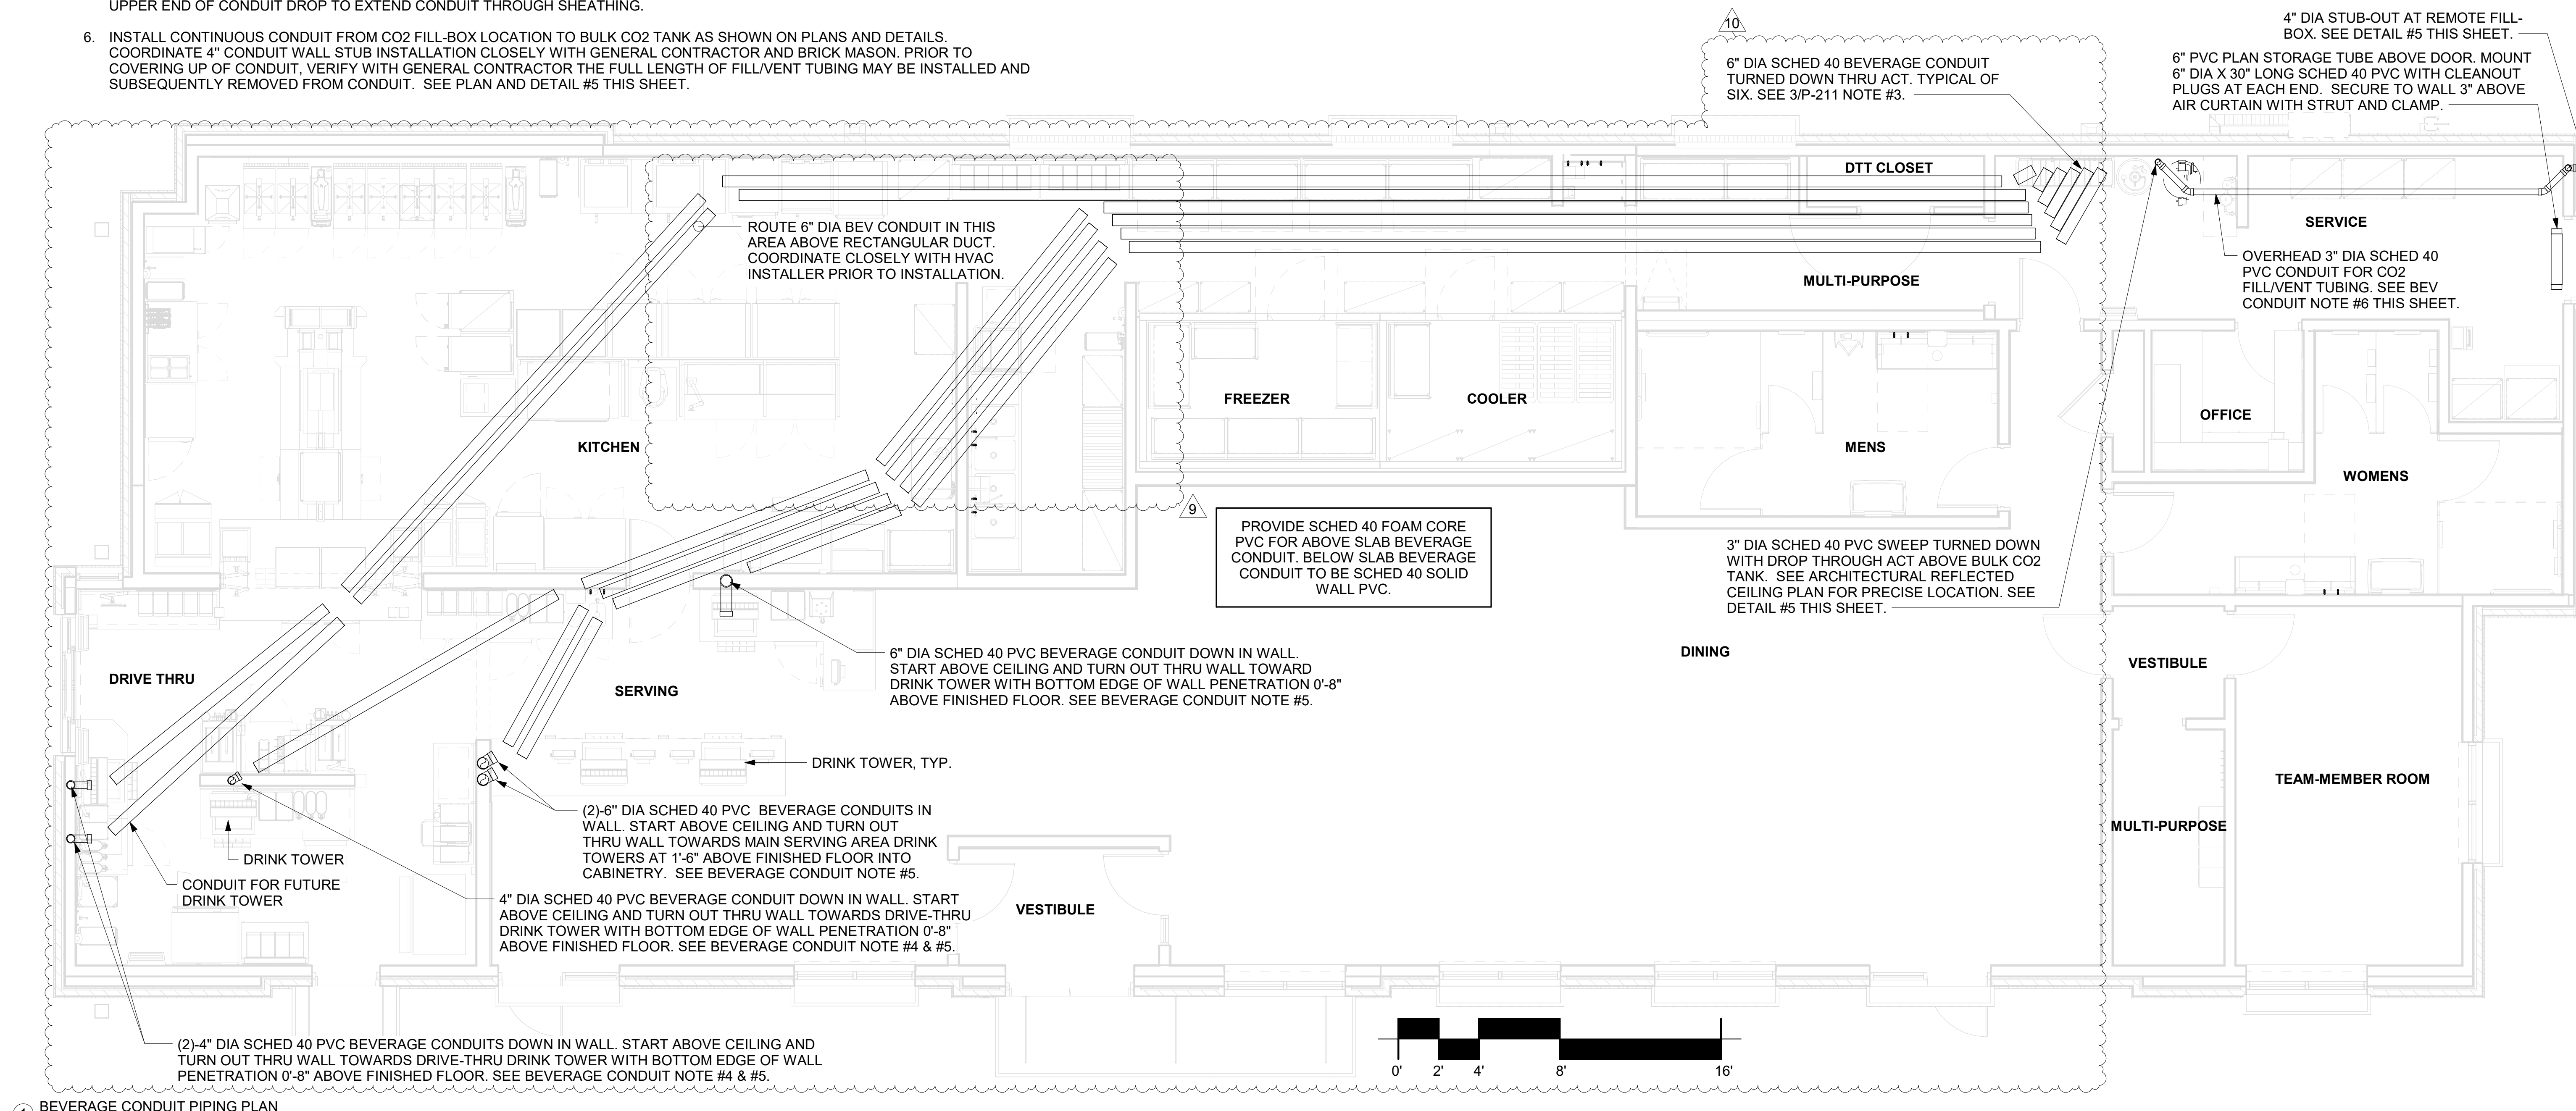 UPPER END OF CONDUIT DROP TO EXTEND CONDUIT THROUGH SHEATHING.
6. INSTALL CONTINUOUS CONDUIT FROM CO2 FILL-BOX LOCATION TO BULK CO2 TANK AS SHOWN ON PLANS AND DETAILS.
COORDINATE 4" CONDUIT WALL STUB INSTALLATION CLOSELY WITH GENERAL CONTRACTOR AND BRICK MASON. PRIOR TO
COVERING UP OF CONDUIT, VERIFY WITH GENERAL CONTRACTOR THE FULL LENGTH OF FILL/VENT TUBING MAY BE INSTALLED AND
SUBSEQUENTLY REMOVED FROM CONDUIT. SEE PLAN AND DETAIL #5 THIS SHEET.
10
6" DIA SCHED 40 BEVERAGE CONDUIT
TURNED DOWN THRU ACT. TYPICAL OF
SIX. SEE 3/P-211 NOTE #3.
4" DIA STUB-OUT AT REMOTE FILL-
BOX. SEE DETAIL #5 THIS SHEET.
6" PVC PLAN STORAGE TUBE ABOVE DOOR. MOUNT
6" DIA X 30" LONG SCHED 40 PVC WITH CLEANOUT
PLUGS AT EACH END. SECURE TO WALL 3" ABOVE
AIR CURTAIN WITH STRUT AND CLAMP.
DTT CLOSET
ROUTE 6" DIA BEV CONDUIT IN THIS
AREA ABOVE RECTANGULAR DUCT.
COORDINATE CLOSELY WITH HVAC
INSTALLER PRIOR TO INSTALLATION.
MULTI-PURPOSE
SERVICE
OVERHEAD 3" DIA SCHED 40
PVC CONDUIT FOR CO2
FILL/VENT TUBING. SEE BEV
CONDUIT NOTE #6 THIS SHEET.
FREEZER
COOLER
OFFICE
KITCHEN
MENS
WOMENS
9
PROVIDE SCHED 40 FOAM CORE
PVC FOR ABOVE SLAB BEVERAGE
CONDUIT. BELOW SLAB BEVERAGE
CONDUIT TO BE SCHED 40 SOLID
WALL PVC.
3" DIA SCHED 40 PVC SWEEP TURNED DOWN
WITH DROP THROUGH ACT ABOVE BULK CO2
TANK. SEE ARCHITECTURAL REFLECTED
CEILING PLAN FOR PRECISE LOCATION. SEE
DETAIL #5 THIS SHEET.
6" DIA SCHED 40 PVC BEVERAGE CONDUIT DOWN IN WALL.
START ABOVE CEILING AND TURN OUT THRU WALL TOWARD
DRINK TOWER WITH BOTTOM EDGE OF WALL PENETRATION 0'-8"
ABOVE FINISHED FLOOR. SEE BEVERAGE CONDUIT NOTE #5.
DINING
VESTIBULE
DRIVE THRU
SERVING
DRINK TOWER, TYP.
TEAM-MEMBER ROOM
(2)-6" DIA SCHED 40 PVC BEVERAGE CONDUITS IN
WALL. START ABOVE CEILING AND TURN OUT
THRU WALL TOWARDS MAIN SERVING AREA DRINK
TOWERS AT 1'-6" ABOVE FINISHED FLOOR INTO
CABINETRY. SEE BEVERAGE CONDUIT NOTE #5.
MULTI-PURPOSE
DRINK TOWER
CONDUIT FOR FUTURE
DRINK TOWER
4" DIA SCHED 40 PVC BEVERAGE CONDUIT DOWN IN WALL. START
ABOVE CEILING AND TURN OUT THRU WALL TOWARDS DRIVE-THRU
DRINK TOWER WITH BOTTOM EDGE OF WALL PENETRATION 0'-8"
ABOVE FINISHED FLOOR. SEE BEVERAGE CONDUIT NOTE #4 & #5.
VESTIBULE
(2)-4" DIA SCHED 40 PVC BEVERAGE CONDUITS DOWN IN WALL. START ABOVE CEILING AND
TURN OUT THRU WALL TOWARDS DRIVE-THRU DRINK TOWER WITH BOTTOM EDGE OF WALL
PENETRATION 0'-8" ABOVE FINISHED FLOOR. SEE BEVERAGE CONDUIT NOTE #4 & #5.
0' 2' 4' 8' 16'
BEVERAGE CONDUIT PIPING PLAN